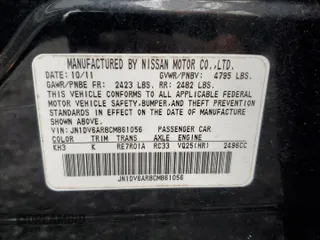 MANUFACTURED BY NISSAN MOTOR CO.,LTD.
DATE: 10/11 GVWR/PNBV: 4795 LBS.
GAWR/PNBE FR: 2423 LBS. RR: 2482 LBS.
THIS VEHICLE CONFORMS TO ALL APPLICABLE FEDERAL
MOTOR VEHICLE SAFETY, BUMPER, AND THEFT PREVENTION
STANDARDS IN EFFECT ON THE DATE OF MANUFACTURE
SHOWN ABOVE.
VIN: JN1DV6AR8CM861056 PASSENGER CAR
COLOR TRIM TRANS AXLE ENGINE
KH3 K RE7R01A RC33 VQ25(HR) 2496CC
JN1DV6AR8CM861056